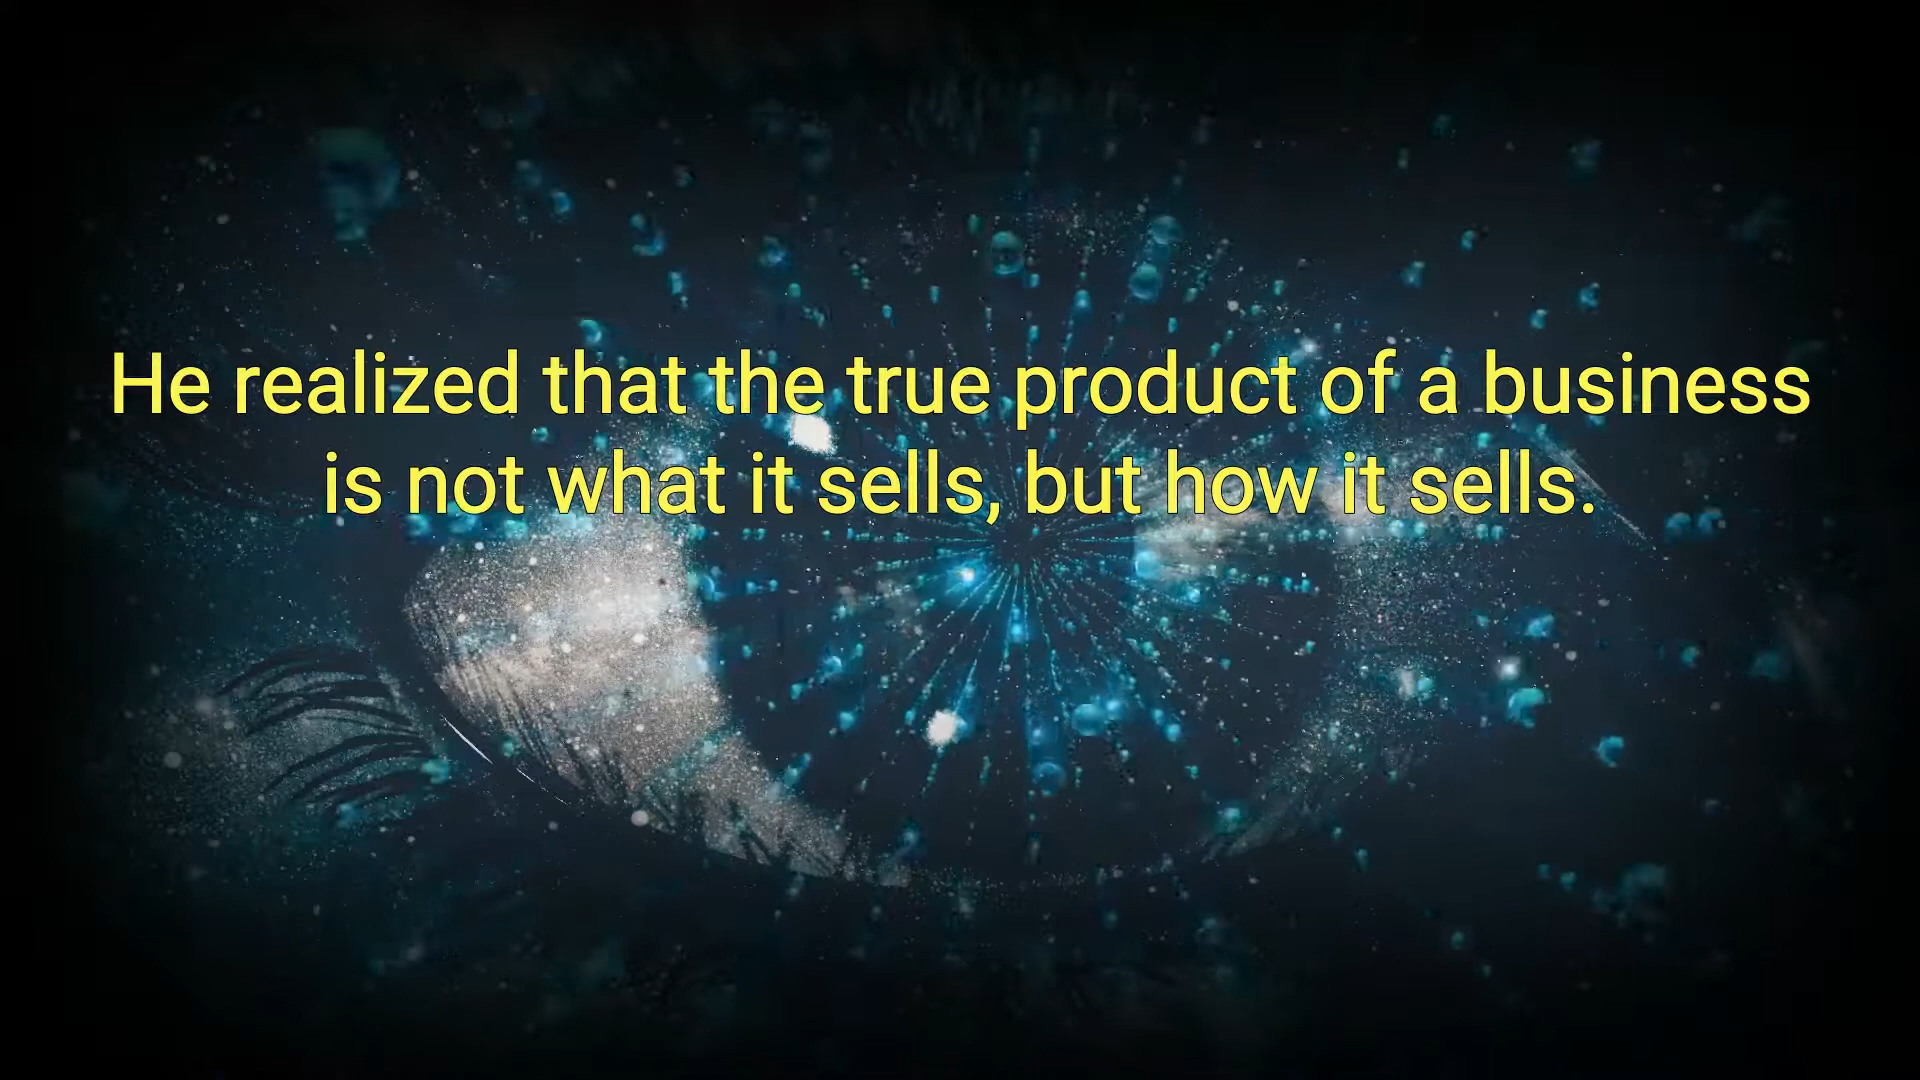 He realized that the true product of a business
is not what it sells, but how it sells.